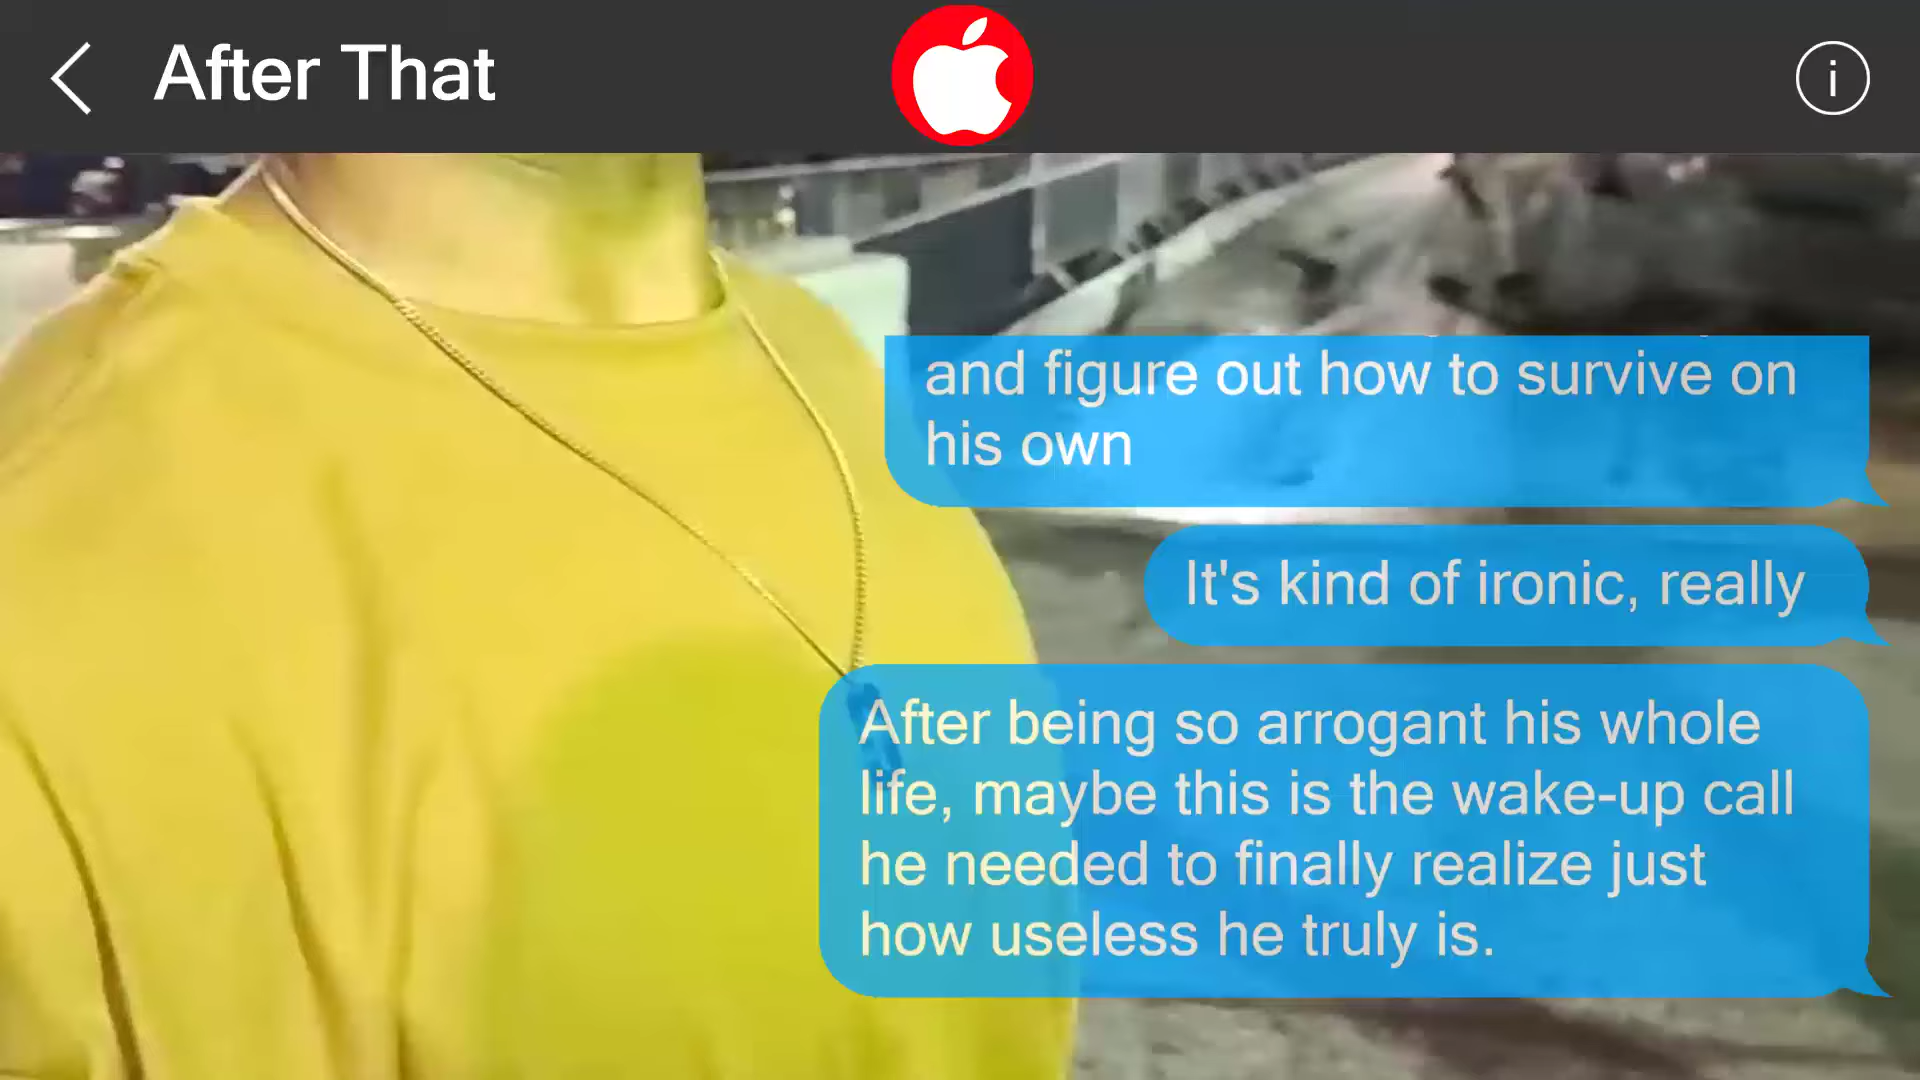 After That
i
and figure out how to survive on
his own
It's kind of ironic, really
After being so arrogant his whole
life, maybe this is the wake-up call
he needed to finally realize just
how useless he truly is.